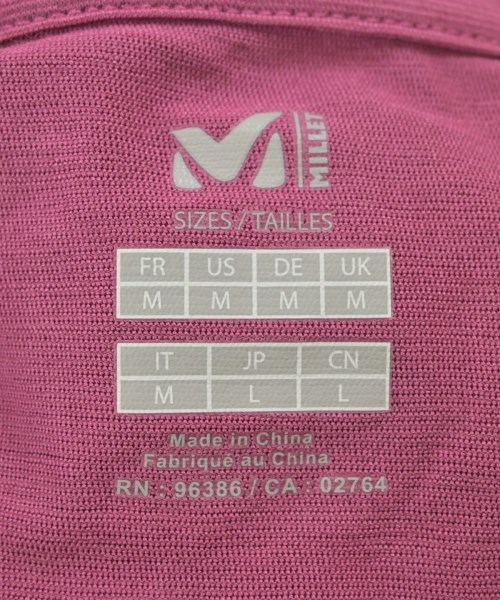 MILLET
SIZES / TAILLES
FR US DE UK
M M M M
IT JP CN
M L L
Made in China
Fabriqué au China
RN : 96386 / CA : 02764